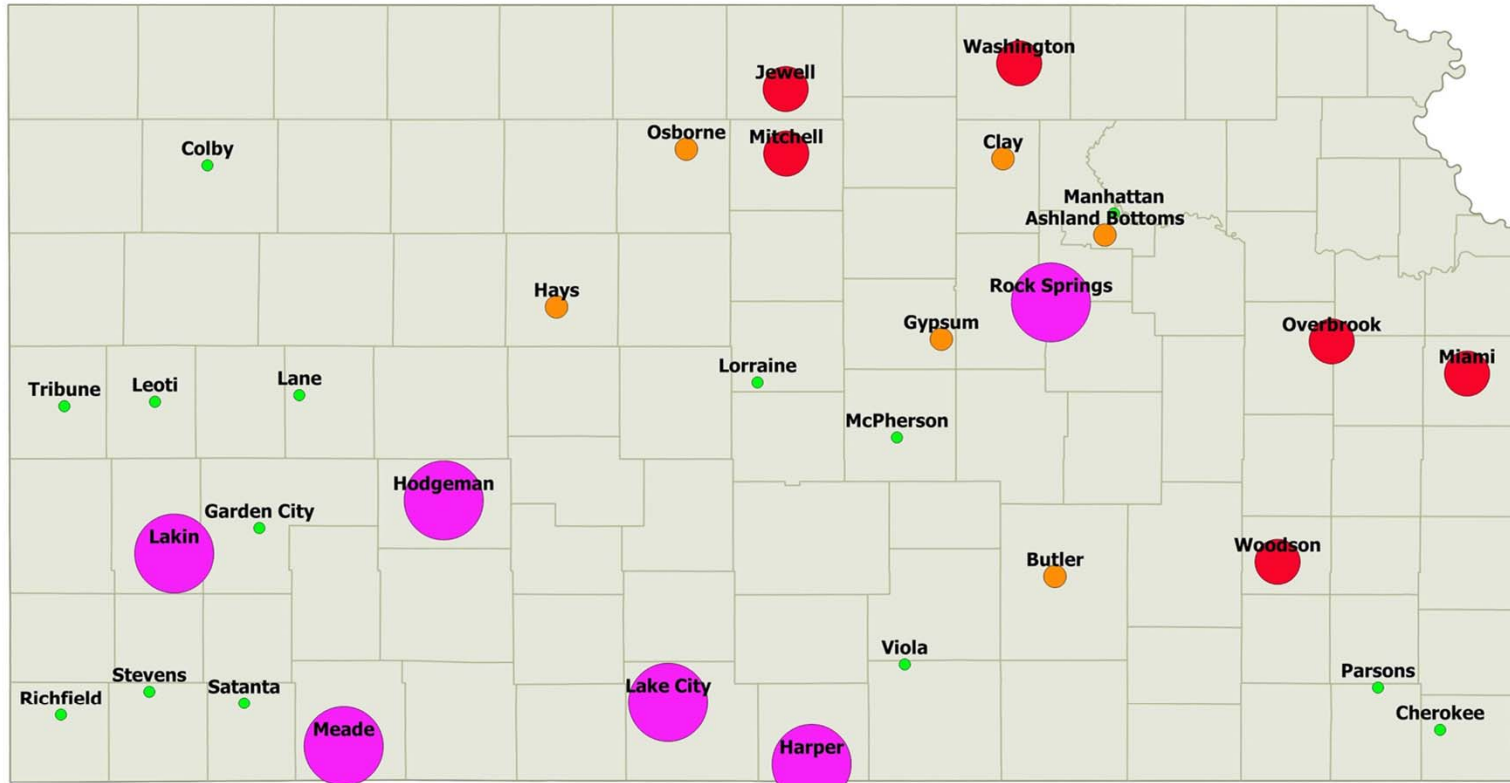 Washington
Jewell
Osborne
Mitchell
Clay
Colby
Manhattan
Ashland Bottoms
Hays
Rock Springs
Gypsum
Overbrook
Miami
Lorraine
Tribune
Leoti
Lane
McPherson
Hodgeman
Garden City
Lakin
Butler
Woodson
Viola
Stevens
Satanta
Richfield
Lake City
Meade
Harper
Parsons
Cherokee